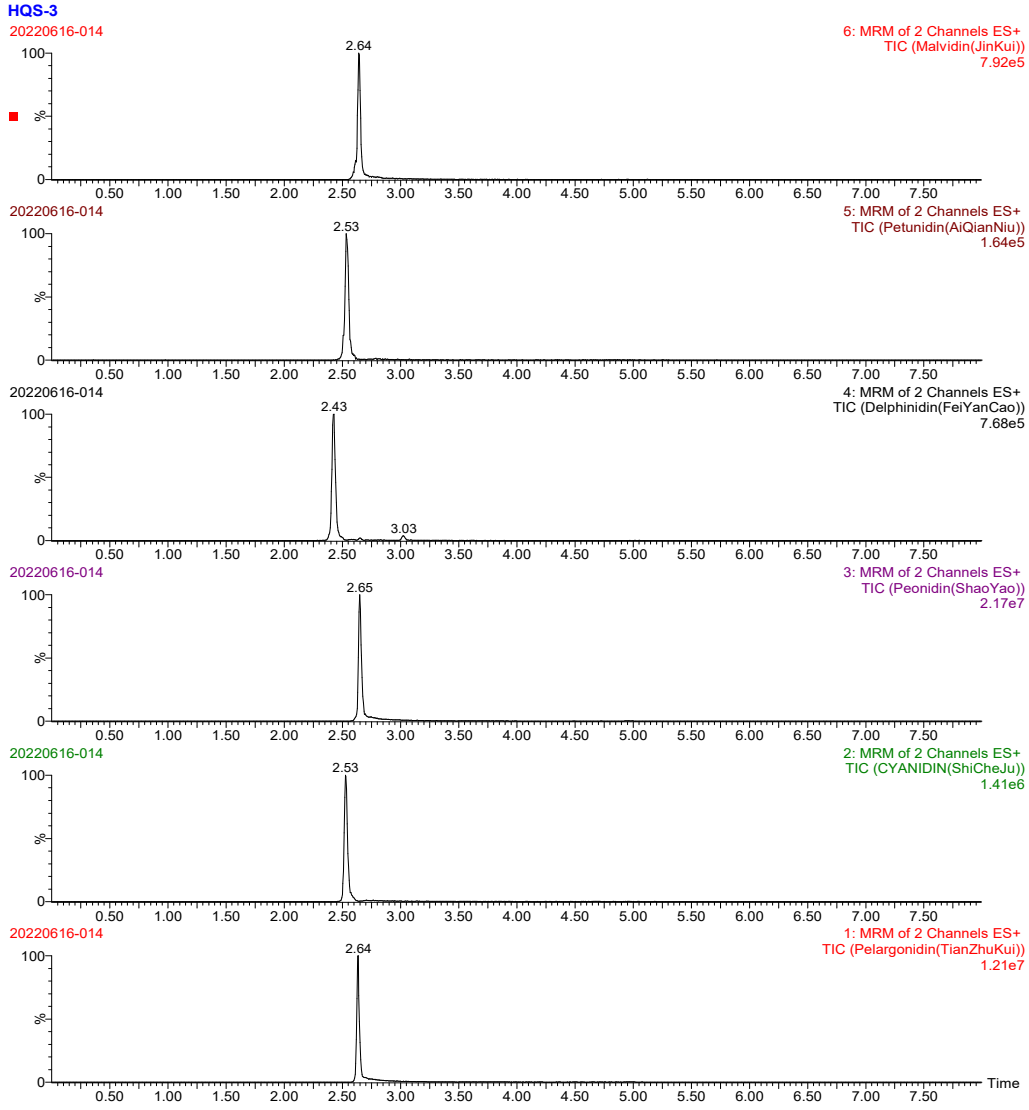 HQS-3
20220616-014
6: MRM of 2 Channels ES+
TIC (Malvidin(JinKui))
7.92e5
100
%
0
2.64
0.50 1.00 1.50 2.00 2.50 3.00 3.50 4.00 4.50 5.00 5.50 6.00 6.50 7.00 7.50
20220616-014
5: MRM of 2 Channels ES+
TIC (Petunidin(AiQianNiu))
1.64e5
100
%
0
2.53
0.50 1.00 1.50 2.00 2.50 3.00 3.50 4.00 4.50 5.00 5.50 6.00 6.50 7.00 7.50
20220616-014
4: MRM of 2 Channels ES+
TIC (Delphinidin(FeiYanCao))
7.68e5
100
%
0
2.43
3.03
0.50 1.00 1.50 2.00 2.50 3.00 3.50 4.00 4.50 5.00 5.50 6.00 6.50 7.00 7.50
20220616-014
3: MRM of 2 Channels ES+
TIC (Peonidin(ShaoYao))
2.17e7
100
%
0
2.65
0.50 1.00 1.50 2.00 2.50 3.00 3.50 4.00 4.50 5.00 5.50 6.00 6.50 7.00 7.50
20220616-014
2: MRM of 2 Channels ES+
TIC (CYANIDIN(ShiCheJu))
1.41e6
100
%
0
2.53
0.50 1.00 1.50 2.00 2.50 3.00 3.50 4.00 4.50 5.00 5.50 6.00 6.50 7.00 7.50
20220616-014
1: MRM of 2 Channels ES+
TIC (Pelargonidin(TianZhuKui))
1.21e7
100
%
0
2.64
Time
0.50 1.00 1.50 2.00 2.50 3.00 3.50 4.00 4.50 5.00 5.50 6.00 6.50 7.00 7.50